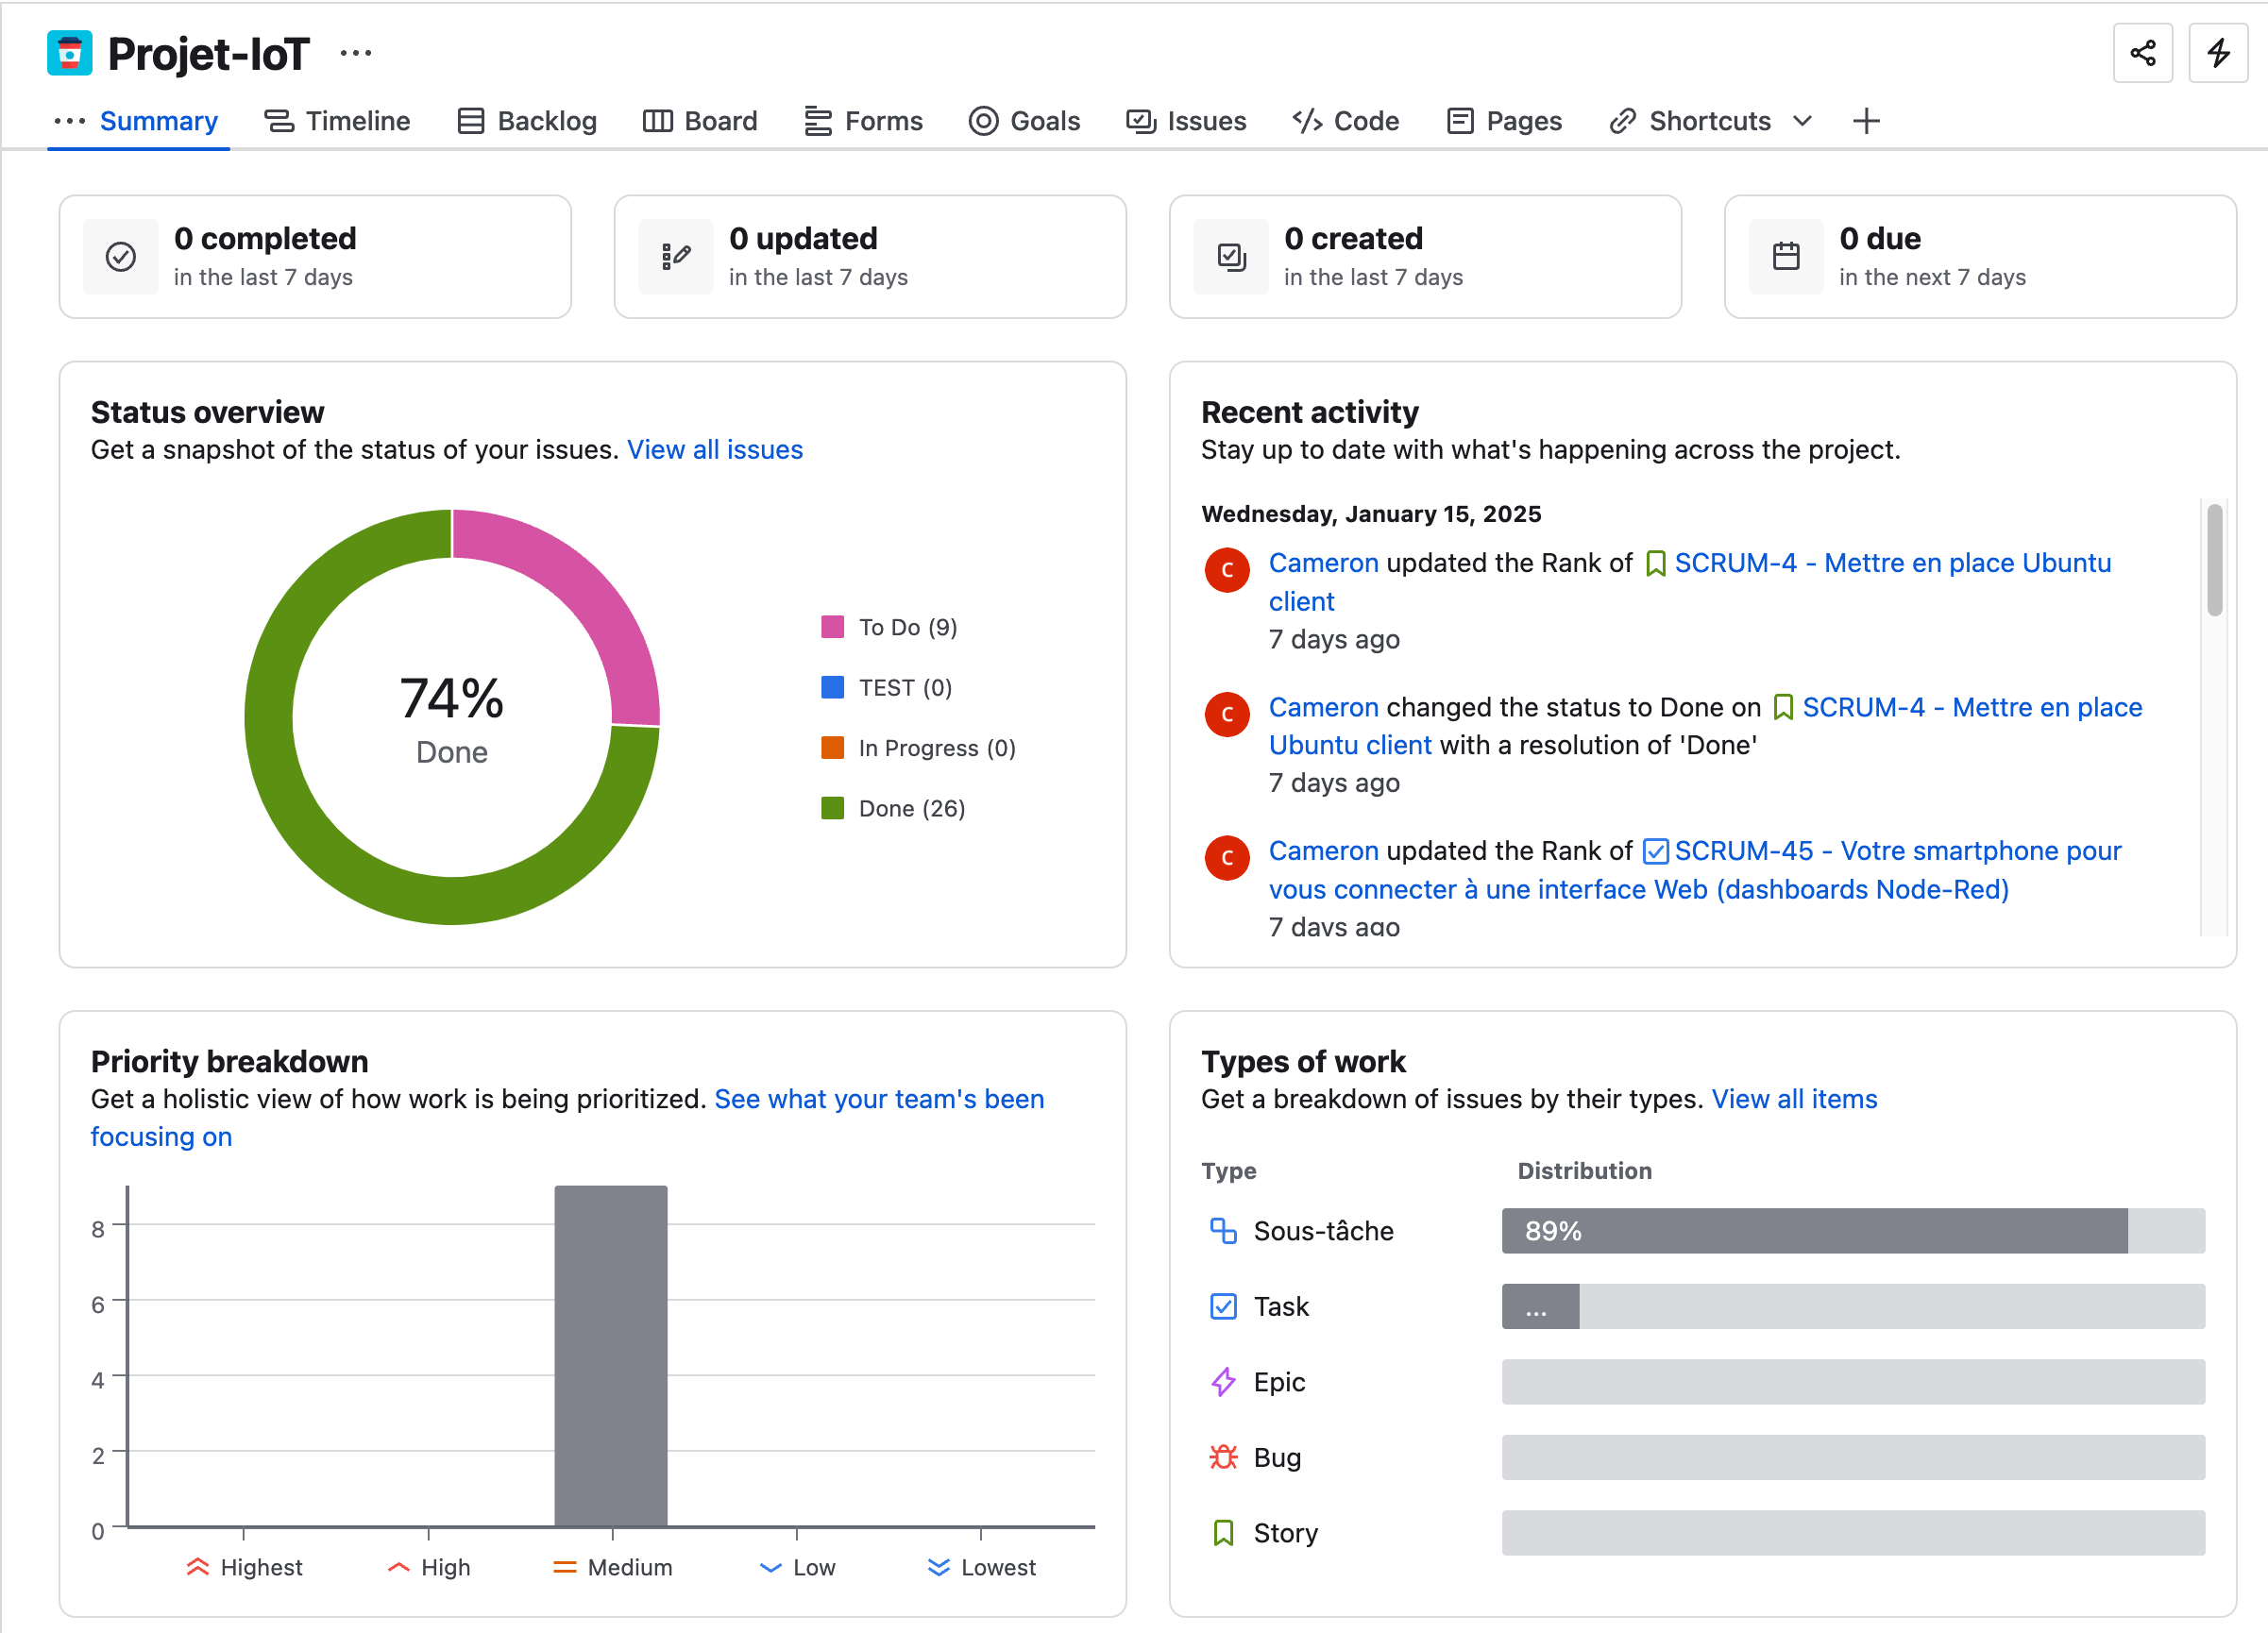 Projet-IoT
Summary
Timeline
Backlog
Board
Forms
Goals
Issues
Code
Pages
Shortcuts
0 completed
in the last 7 days
0 updated
in the last 7 days
0 created
in the last 7 days
0 due
in the next 7 days
Status overview
Get a snapshot of the status of your issues. View all issues
74%
Done
To Do (9)
TEST (0)
In Progress (0)
Done (26)
Recent activity
Stay up to date with what's happening across the project.
Wednesday, January 15, 2025
C
Cameron updated the Rank of SCRUM-4 - Mettre en place Ubuntu
client
7 days ago
C
Cameron changed the status to Done on SCRUM-4 - Mettre en place
Ubuntu client with a resolution of 'Done'
7 days ago
C
Cameron updated the Rank of SCRUM-45 - Votre smartphone pour
vous connecter à une interface Web (dashboards Node-Red)
7 days ago
Priority breakdown
Get a holistic view of how work is being prioritized. See what your team's been
focusing on
8
6
4
2
0
Highest
High
Medium
Low
Lowest
Types of work
Get a breakdown of issues by their types. View all items
Type
Distribution
Sous-tâche
89%
Task
...
Epic
Bug
Story